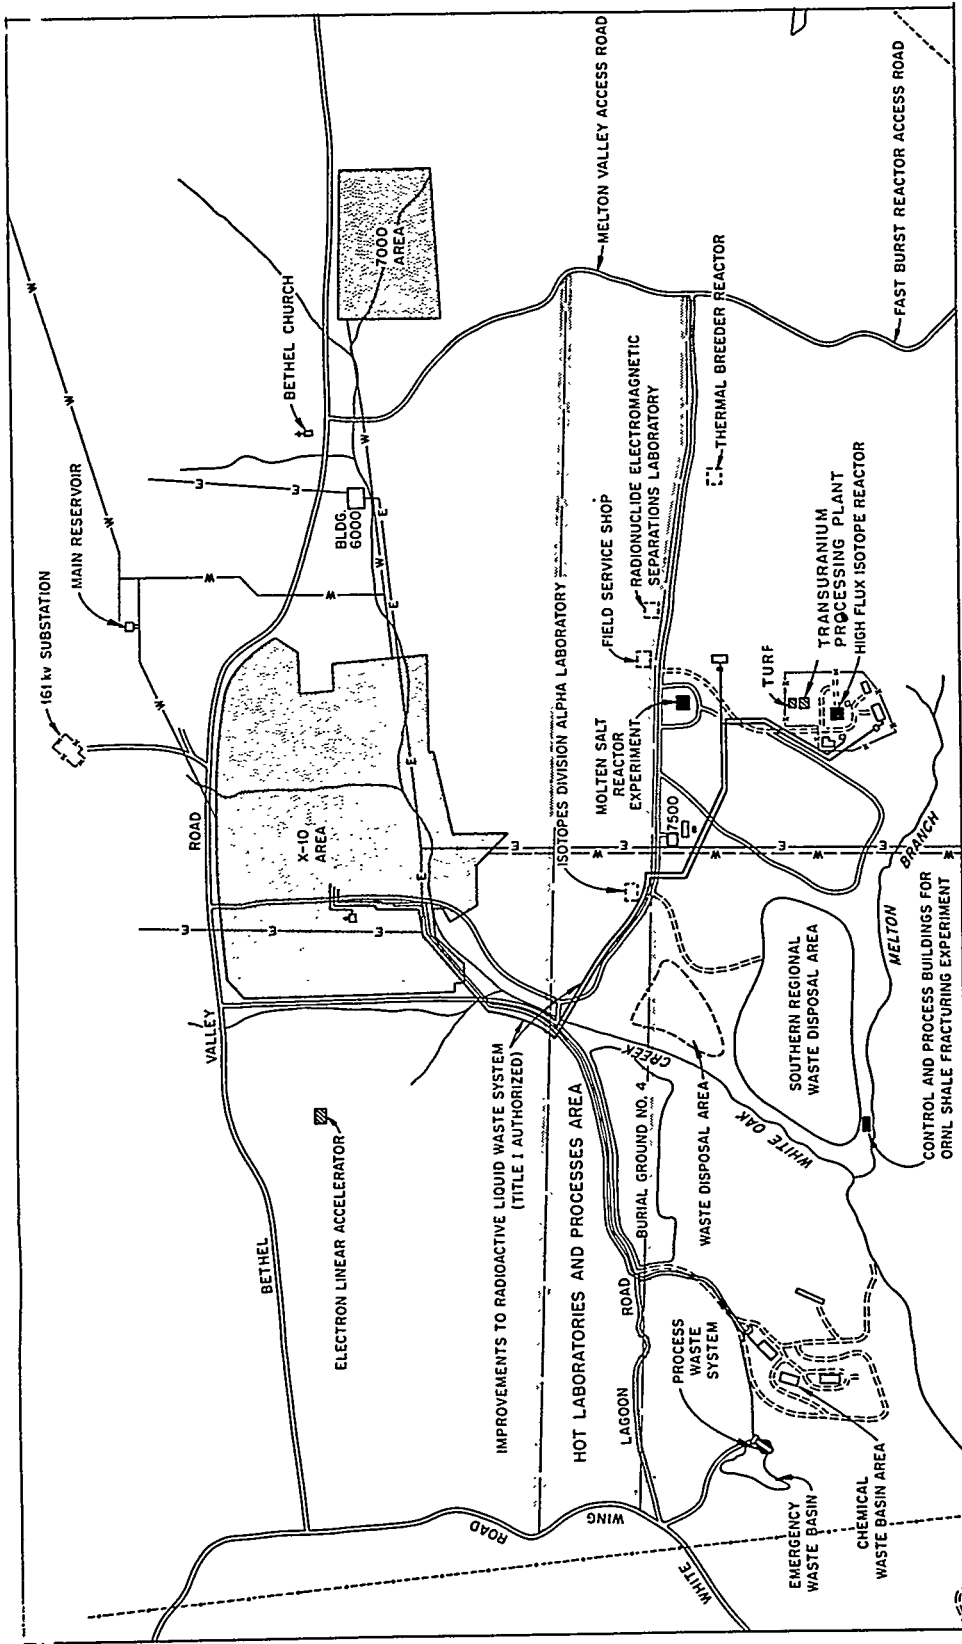 161 kv SUBSTATION
MAIN RESERVOIR
BETHEL CHURCH
7000
AREA
BLDG.
6000
VALLEY
ROAD
BETHEL
X-10
AREA
ELECTRON LINEAR ACCELERATOR
IMPROVEMENTS TO RADIOACTIVE LIQUID WASTE SYSTEM
(TITLE I AUTHORIZED)
HOT LABORATORIES AND PROCESSES AREA
ISOTOPES DIVISION ALPHA LABORATORY
MELTON VALLEY ACCESS ROAD
FIELD SERVICE SHOP
RADIONUCLIDE ELECTROMAGNETIC
SEPARATIONS LABORATORY
THERMAL BREEDER REACTOR
FAST BURST REACTOR ACCESS ROAD
MOLTEN SALT
REACTOR
EXPERIMENT
7500
TURF
TRANSURANIUM
PROCESSING PLANT
HIGH FLUX ISOTOPE REACTOR
LAGOON
ROAD
BURIAL GROUND NO. 4
WASTE DISPOSAL AREA
WHITE OAK
CREEK
SOUTHERN REGIONAL
WASTE DISPOSAL AREA
MELTON
BRANCH
CONTROL AND PROCESS BUILDINGS FOR
ORNL SHALE FRACTURING EXPERIMENT
WHITE
WING
ROAD
PROCESS
WASTE
SYSTEM
EMERGENCY
WASTE BASIN
CHEMICAL
WASTE BASIN AREA
W
W
W
W
W
W
W
W
W
W
W
W
W
E
E
E
E
E
E
E
E
E
E
E
E
E